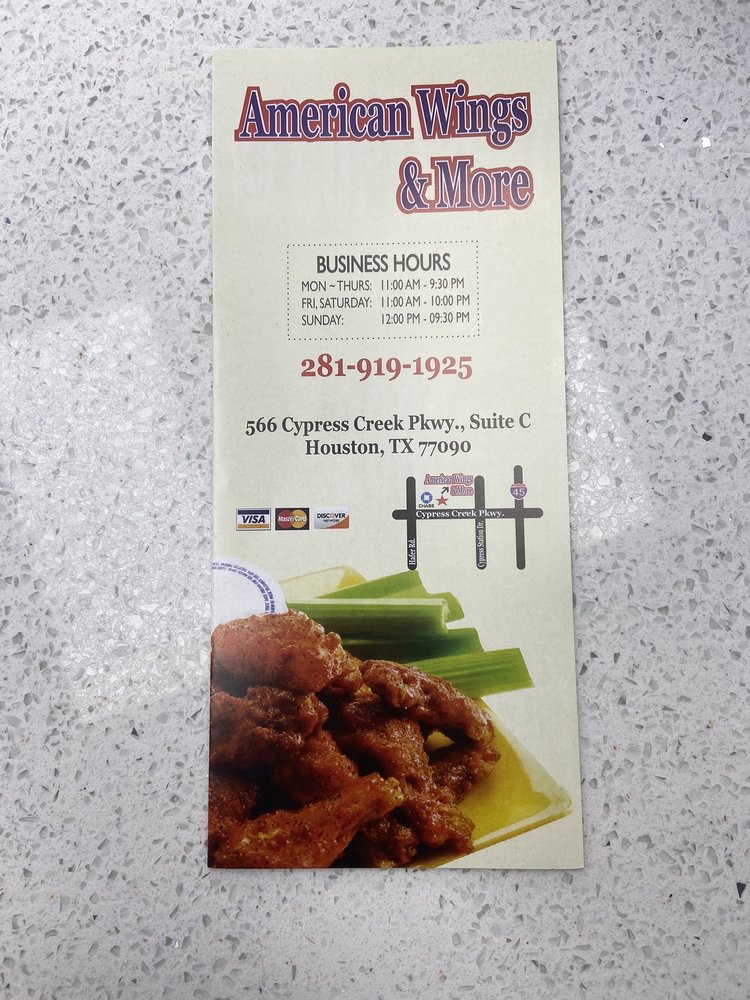 American Wings
& More
BUSINESS HOURS
MON ~ THURS: 11:00 AM - 9:30 PM
FRI, SATURDAY: 11:00 AM - 10:00 PM
SUNDAY: 12:00 PM - 09:30 PM
281-919-1925
566 Cypress Creek Pkwy., Suite C
Houston, TX 77090
American Wings
& More
CHASE
45
Cypress Creek Pkwy.
Hafer Rd.
Cypress Station Dr.
VISA
MasterCard
DISCOVER
NETWORK